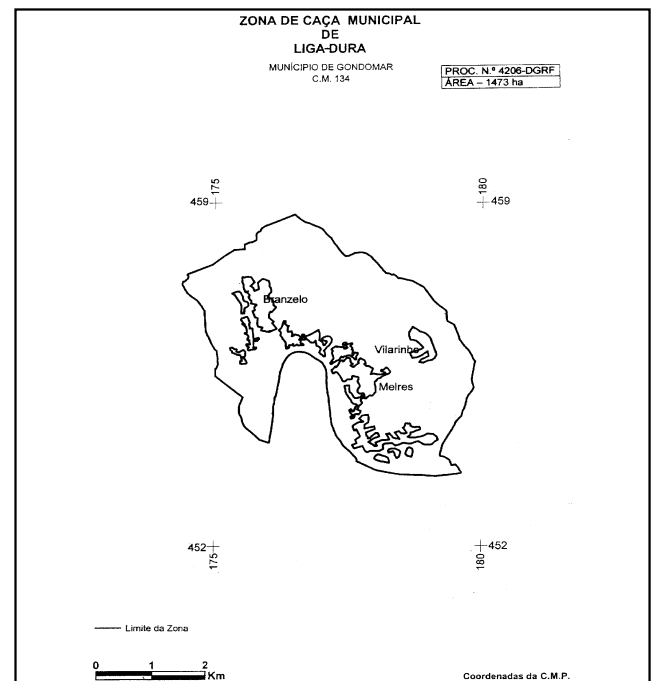 ZONA DE CAÇA MUNICIPAL
DE
LIGA-DURA
MUNÍCIPIO DE GONDOMAR
C.M. 134
PROC. N.º 4206-DGRF
ÁREA – 1473 ha
175
180
459
459
Branzelo
Vilarinho
Melres
452
452
175
180
Limite da Zona
0 1 2
Km
Coordenadas da C.M.P.